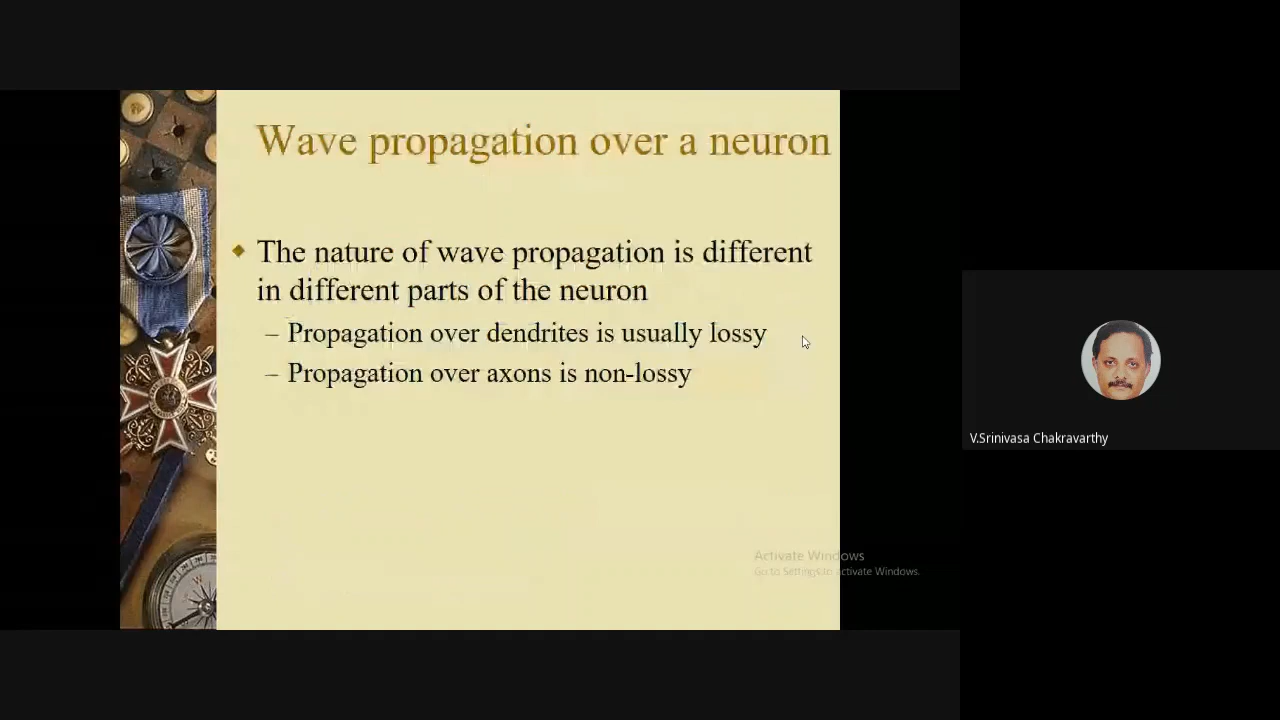 Wave propagation over a neuron
The nature of wave propagation is different
in different parts of the neuron
– Propagation over dendrites is usually lossy
– Propagation over axons is non-lossy
V.Srinivasa Chakravarthy
Activate Windows
Go to Settings to activate Windows.